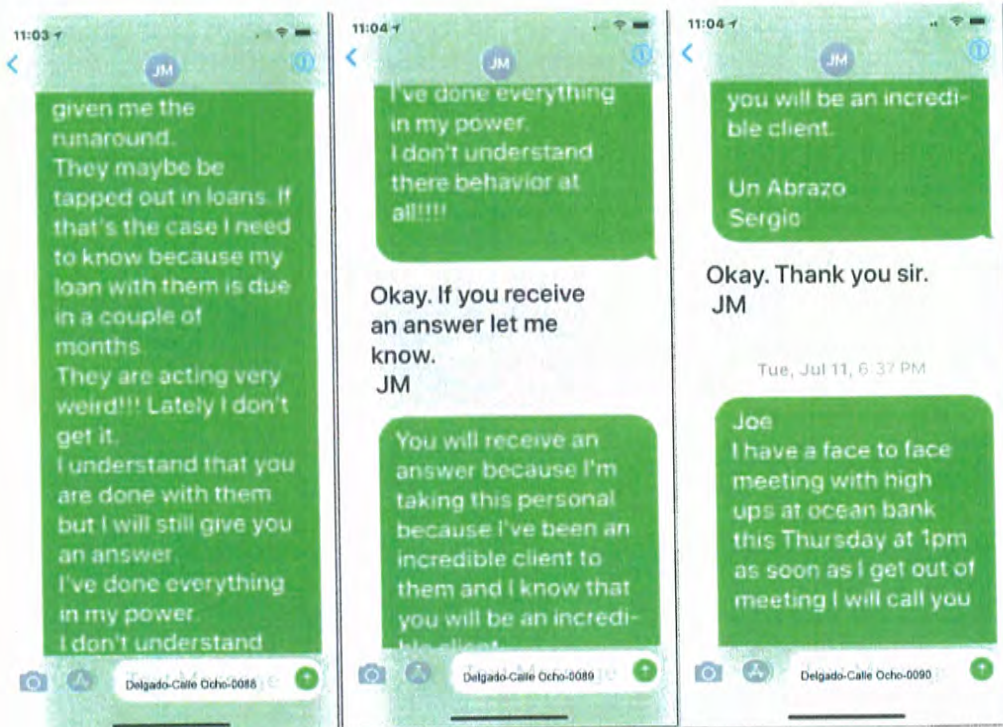 11:03
JM
given me the
runaround.
They maybe be
tapped out in loans. If
that's the case I need
to know because my
loan with them is due
in a couple of
months.
They are acting very
weird!!! Lately I don't
get it.
I understand that you
are done with them
but I will still give you
an answer.
I've done everything
in my power.
I don't understand
Delgado-Calle Ocho-0088
11:04
JM
I've done everything
in my power.
I don't understand
there behavior at
all!!!!
Okay. If you receive
an answer let me
know.
JM
You will receive an
answer because I'm
taking this personal
because I've been an
incredible client to
them and I know that
you will be an incredi-
ble client.
Text Message
Delgado-Calle Ocho-0089
11:04
JM
you will be an incredi-
ble client.
Un Abrazo
Sergio
Okay. Thank you sir.
JM
Tue, Jul 11, 6:37 PM
Joe
I have a face to face
meeting with high
ups at ocean bank
this Thursday at 1pm
as soon as I get out of
meeting I will call you
Delgado-Calle Ocho-0090